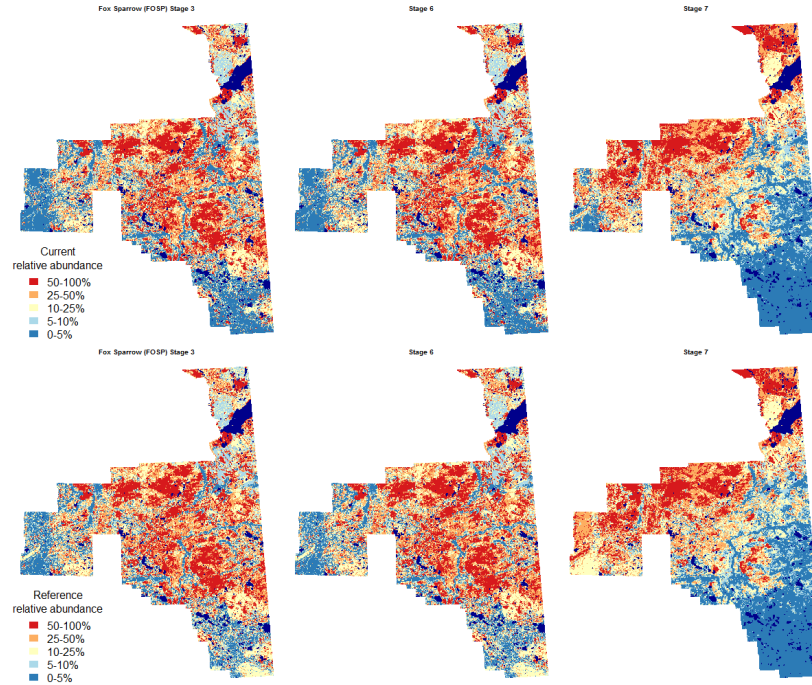 Fox Sparrow (FOSP) Stage 3
Stage 6
Stage 7
Current
relative abundance
50-100%
25-50%
10-25%
5-10%
0-5%
Fox Sparrow (FOSP) Stage 3
Stage 6
Stage 7
Reference
relative abundance
50-100%
25-50%
10-25%
5-10%
0-5%